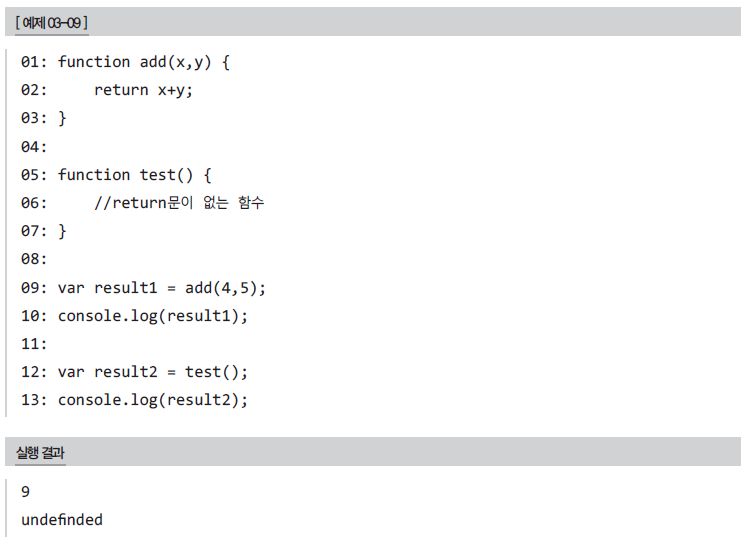 [ 예제 03-09 ]
01: function add(x,y) {
02:     return x+y;
03: }
04:
05: function test() {
06:     //return문이 없는 함수
07: }
08:
09: var result1 = add(4,5);
10: console.log(result1);
11:
12: var result2 = test();
13: console.log(result2);
실행 결과
9
undefinded